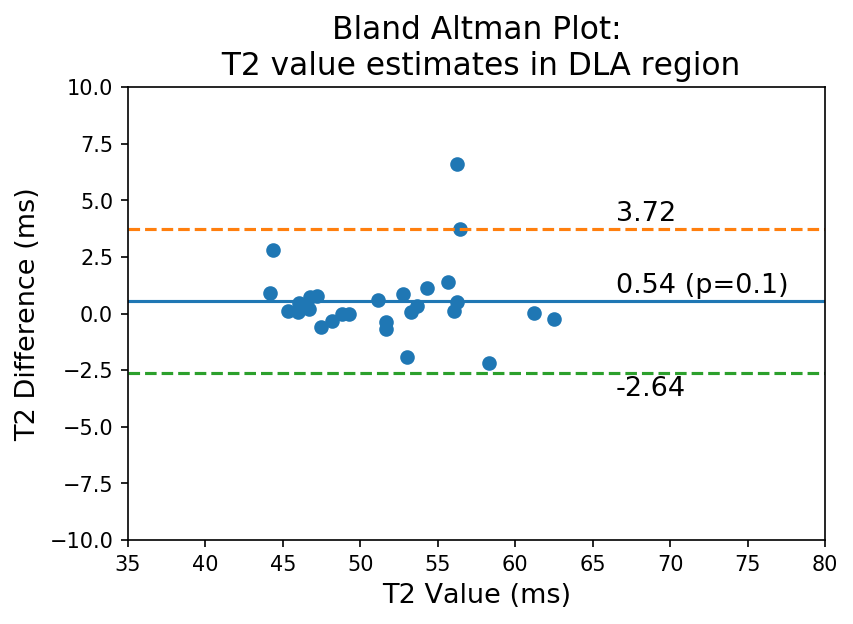 Bland Altman Plot:
T2 value estimates in DLA region
T2 Difference (ms)
10.0
7.5
5.0
2.5
0.0
−2.5
−5.0
−7.5
−10.0
3.72
0.54 (p=0.1)
-2.64
35 40 45 50 55 60 65 70 75 80
T2 Value (ms)